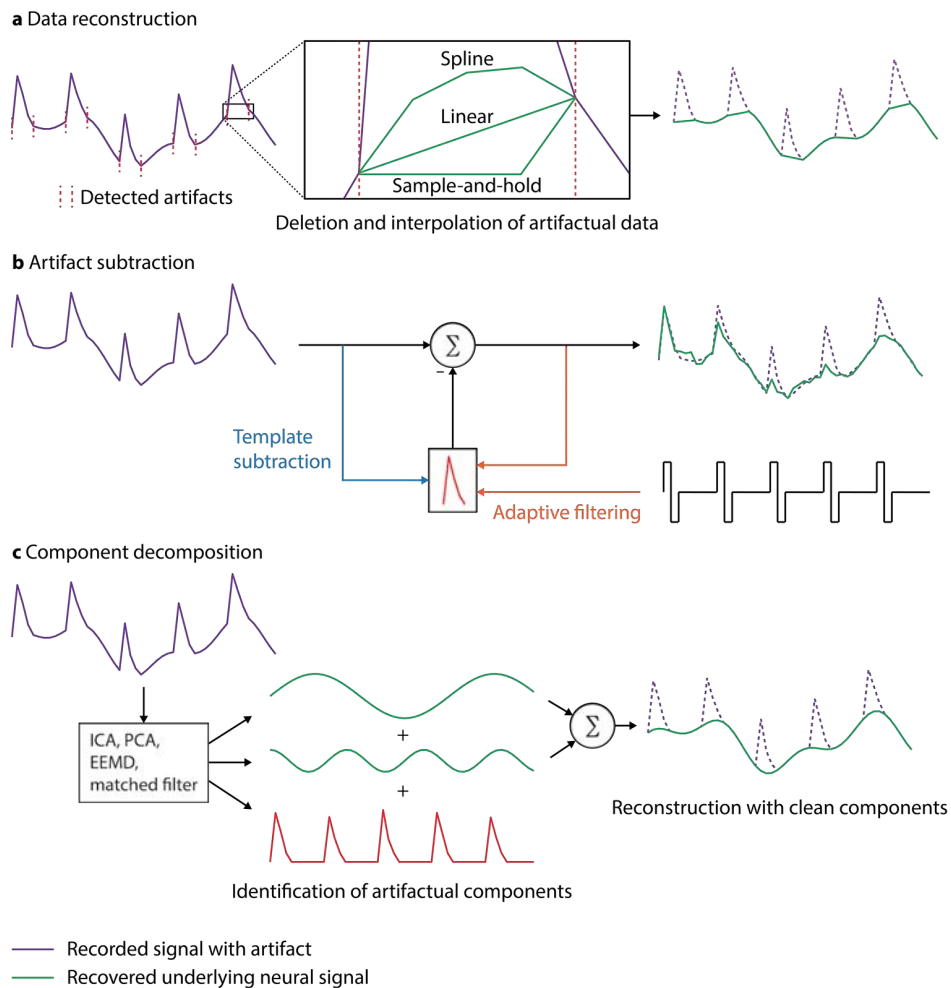 a Data reconstruction
Spline
Linear
Sample-and-hold
Detected artifacts
Deletion and interpolation of artifactual data
b Artifact subtraction
Σ
−
Template
subtraction
Adaptive filtering
c Component decomposition
ICA, PCA,
EEMD,
matched filter
+
+
Σ
Reconstruction with clean components
Identification of artifactual components
Recorded signal with artifact
Recovered underlying neural signal